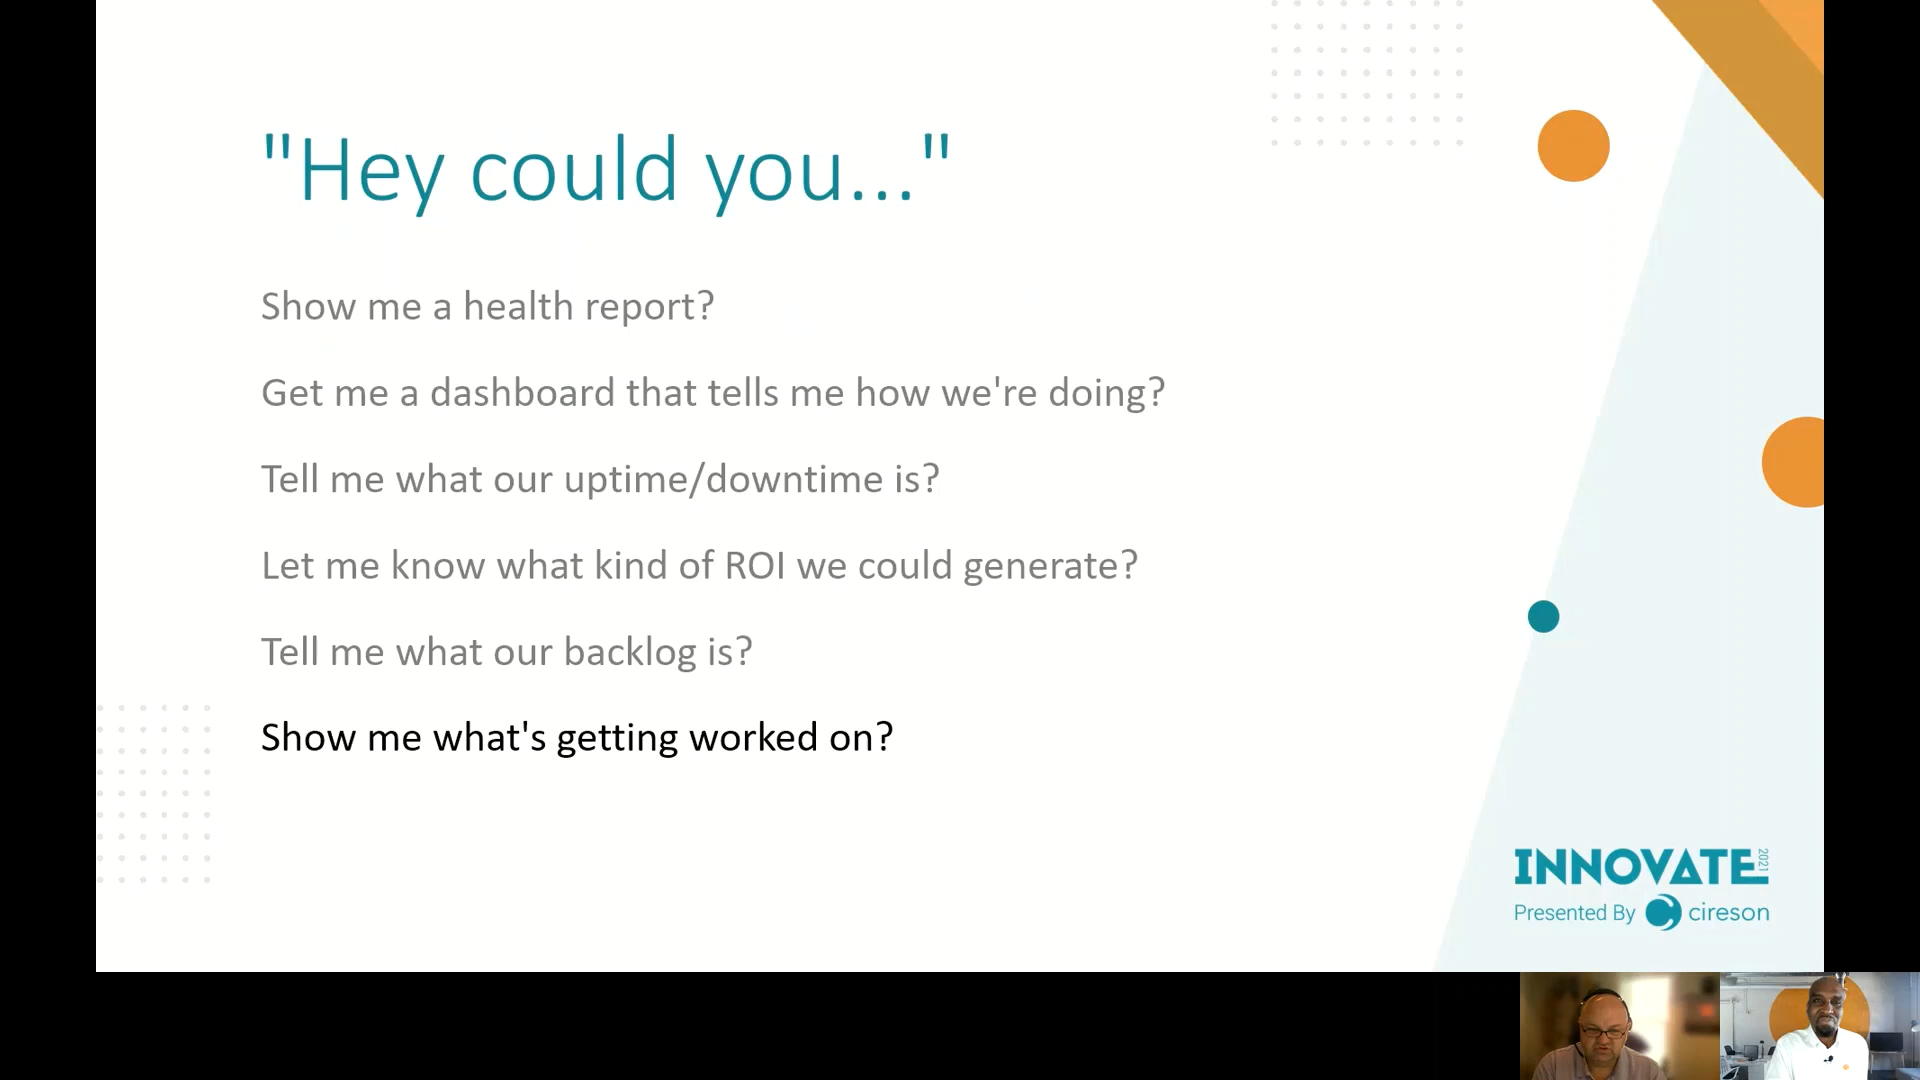 "Hey could you..."
Show me a health report?
Get me a dashboard that tells me how we're doing?
Tell me what our uptime/downtime is?
Let me know what kind of ROI we could generate?
Tell me what our backlog is?
Show me what's getting worked on?
INNOVATE 2021
Presented By cireson